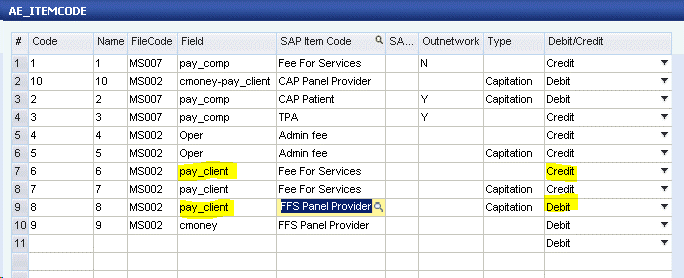 AE_ITEMCODE
# Code Name FileCode Field SAP Item Code SA... Outnetwork Type Debit/Credit
1 1 1 MS007 pay_comp Fee For Services N Credit
2 10 10 MS002 cmoney-pay_client CAP Panel Provider Capitation Debit
3 2 2 MS007 pay_comp CAP Patient Y Capitation Debit
4 3 3 MS007 pay_comp TPA Y Credit
5 4 4 MS002 Oper Admin fee Credit
6 5 5 MS002 Oper Admin fee Capitation Credit
7 6 6 MS002 pay_client Fee For Services Credit
8 7 7 MS002 pay_client Fee For Services Capitation Credit
9 8 8 MS002 pay_client FFS Panel Provider Capitation Debit
10 9 9 MS002 cmoney FFS Panel Provider Debit
11 Debit